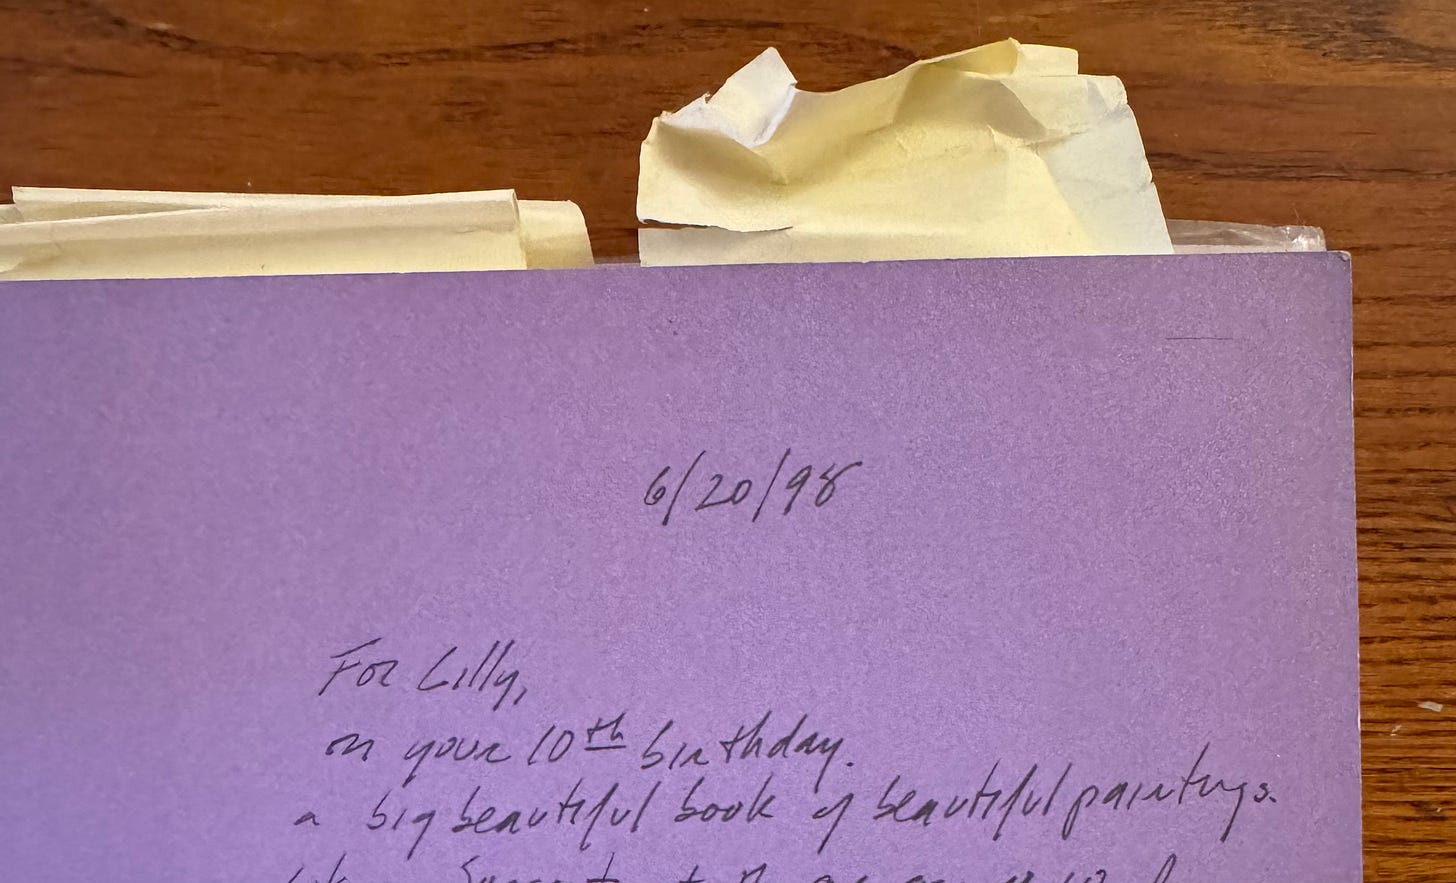 6/20/98
For Lilly,
on your 10th birthday.
a big beautiful book of beautiful paintings.